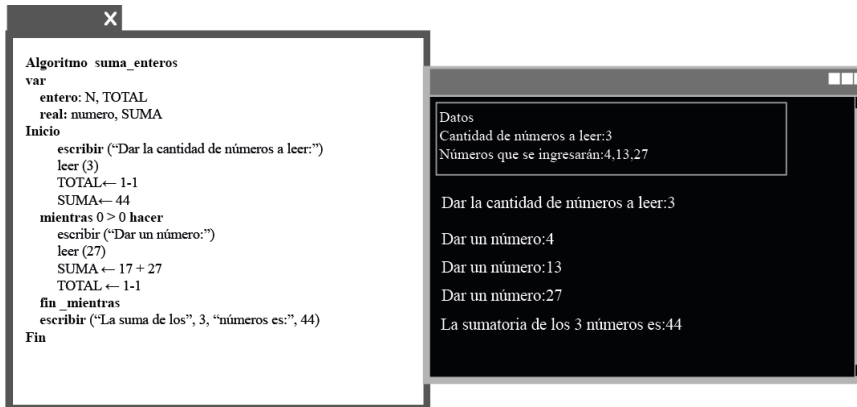 X
Algoritmo suma_enteros
var
entero: N, TOTAL
real: numero, SUMA
Inicio
escribir (“Dar la cantidad de números a leer:”)
leer (3)
TOTAL← 1-1
SUMA← 44
mientras 0 > 0 hacer
escribir (“Dar un número:”)
leer (27)
SUMA ← 17 + 27
TOTAL ← 1-1
fin _mientras
escribir (“La suma de los”, 3, “números es:”, 44)
Fin
Datos
Cantidad de números a leer:3
Números que se ingresarán:4,13,27
Dar la cantidad de números a leer:3
Dar un número:4
Dar un número:13
Dar un número:27
La sumatoria de los 3 números es:44